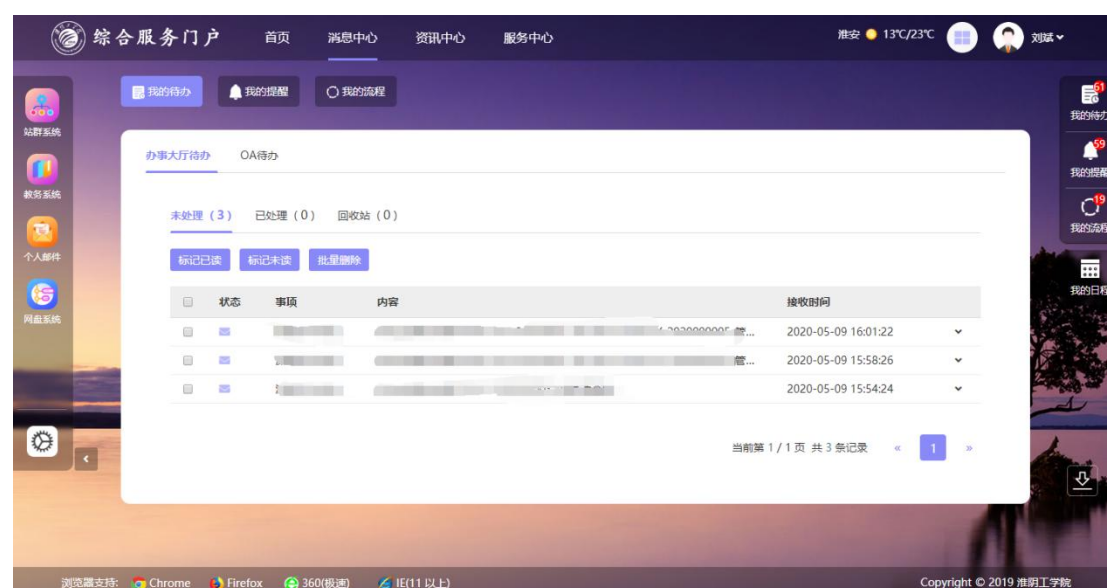 综合服务门户 首页 消息中心 资讯中心 服务中心 淮安 13℃/23℃ 刘斌
我的待办 我的提醒 我的流程
站群系统
教务系统
个人邮件
网盘系统
办事大厅待办 OA待办
未处理（3） 已处理（0） 回收站（0）
标记已读 标记未读 批量删除
状态 事项 内容 接收时间
管... 2020-05-09 16:01:22
管... 2020-05-09 15:58:26
2020-05-09 15:54:24
当前第 1 / 1 页 共 3 条记录 « 1 »
61
我的待办
59
我的提醒
19
我的流程
我的日程
浏览器支持: Chrome Firefox 360(极速) IE(11 以上) Copyright © 2019 淮阴工学院